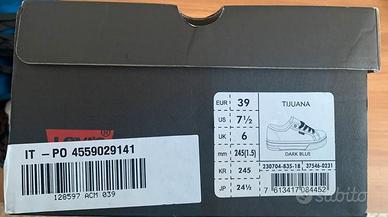 EUR 39
US 7½
UK 6
mm 245(1.5)
KR 245
JP 24½
TIJUANA
DARK BLUE
230704-835-18 37546-0231
7 613417 084452
Levi's®
IT - PO 4559029141
128597 ACM 039
subito